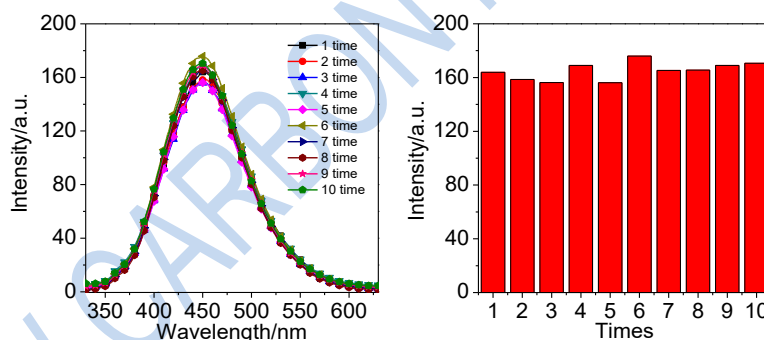 200
160
120
80
40
0
Intensity/a.u.
350 400 450 500 550 600
Wavelength/nm
1 time
2 time
3 time
4 time
5 time
6 time
7 time
8 time
9 time
10 time
200
160
120
80
40
0
Intensity/a.u.
1 2 3 4 5 6 7 8 9 10
Times
CARBON